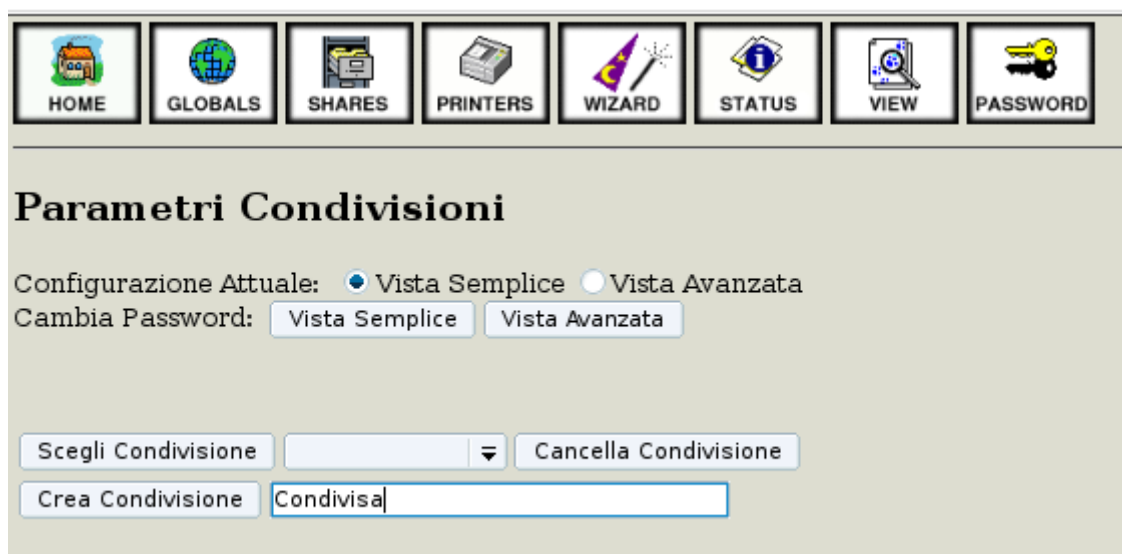 HOME GLOBALS SHARES PRINTERS WIZARD STATUS VIEW PASSWORD
Parametri Condivisioni
Configurazione Attuale: Vista Semplice Vista Avanzata
Cambia Password: Vista Semplice Vista Avanzata
Scegli Condivisione Cancella Condivisione
Crea Condivisione Condivisa